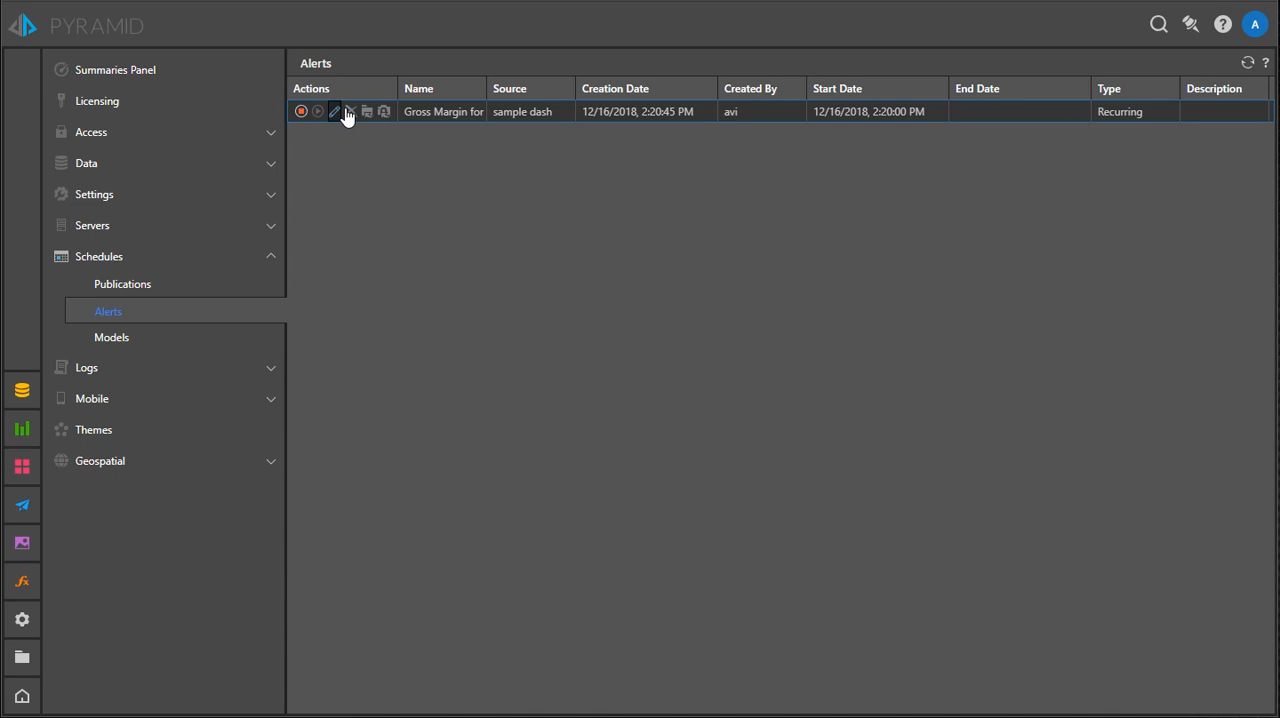 PYRAMID
A
Summaries Panel
Licensing
Access
Data
Settings
Servers
Schedules
Publications
Alerts
Models
Logs
Mobile
Themes
Geospatial
fx
Alerts
?
Actions Name Source Creation Date Created By Start Date End Date Type Description
Gross Margin for sample dash 12/16/2018, 2:20:45 PM avi 12/16/2018, 2:20:00 PM Recurring